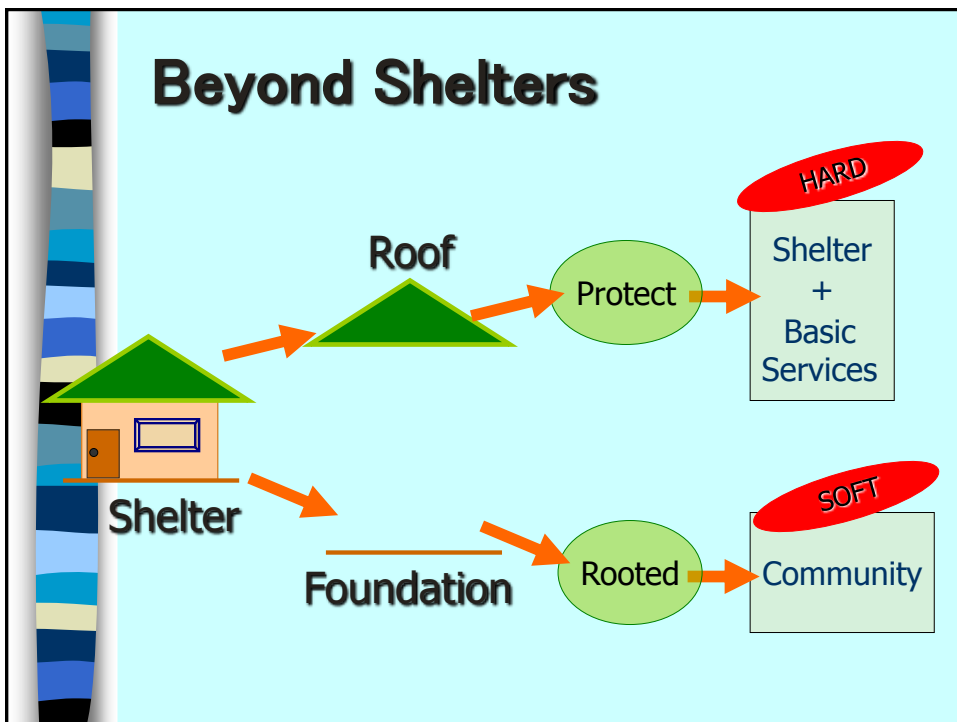 Beyond Shelters
Shelter
Roof
Protect
HARD
Shelter
+
Basic
Services
Foundation
Rooted
SOFT
Community